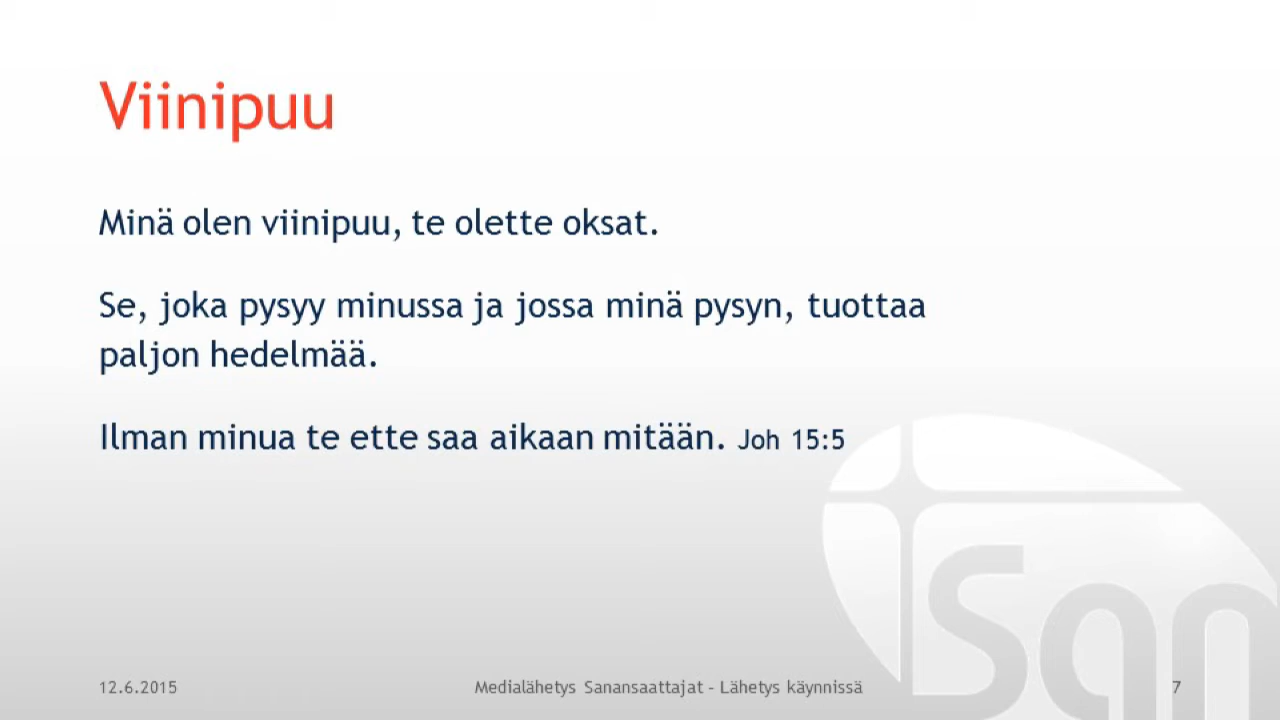 Viinipuu
Minä olen viinipuu, te olette oksat.
Se, joka pysyy minussa ja jossa minä pysyn, tuottaa
paljon hedelmää.
Ilman minua te ette saa aikaan mitään. Joh 15:5
San
12.6.2015 Medialähetys Sanansaattajat - Lähetys käynnissä 7